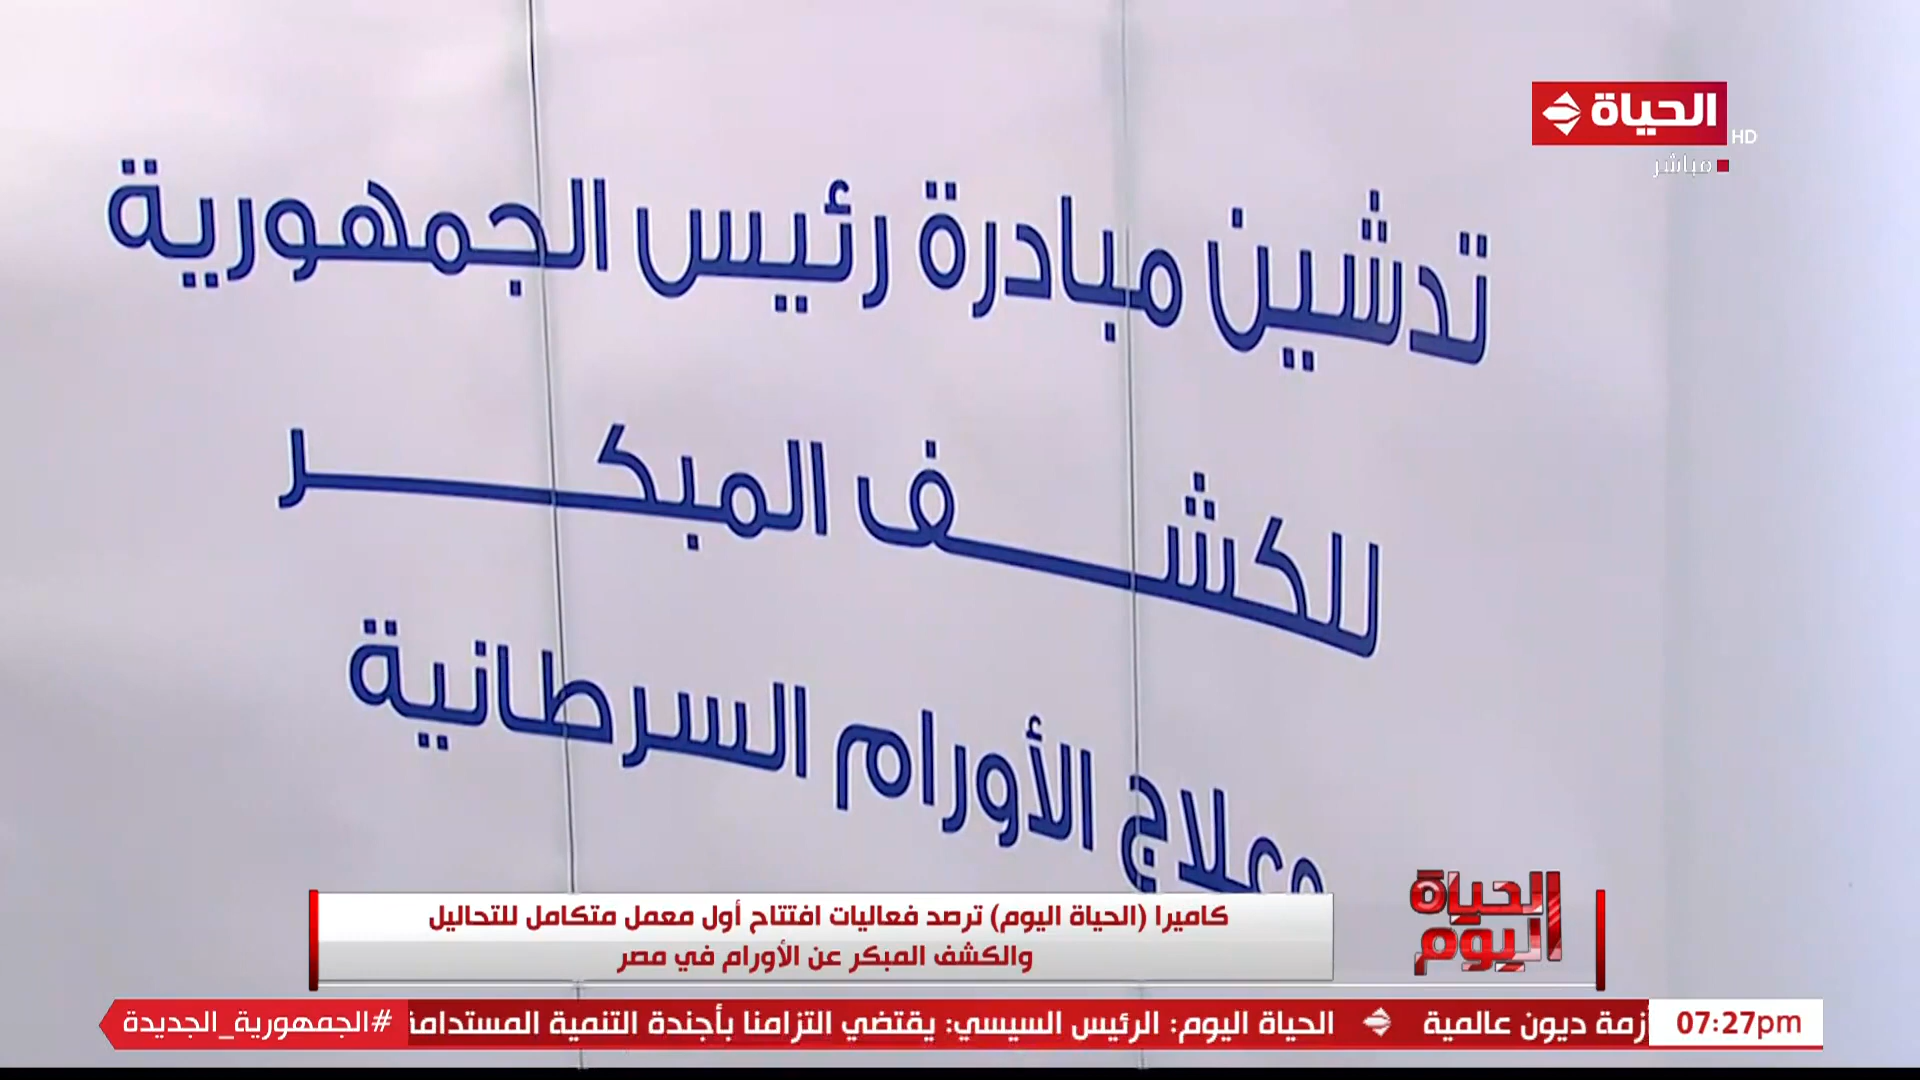 الحياة
HD
مباشر
تدشين مبادرة رئيس الجمهورية
للكشف المبكر
وعلاج الأورام السرطانية
الحياة
اليوم
كاميرا (الحياة اليوم) ترصد فعاليات افتتاح أول معمل متكامل للتحاليل
والكشف المبكر عن الأورام في مصر
07:27pm
ديون عالمية الحياة اليوم: الرئيس السيسي: يقتضي التزامنا بأجندة التنمية المستدامة
#الجمهورية_الجديدة